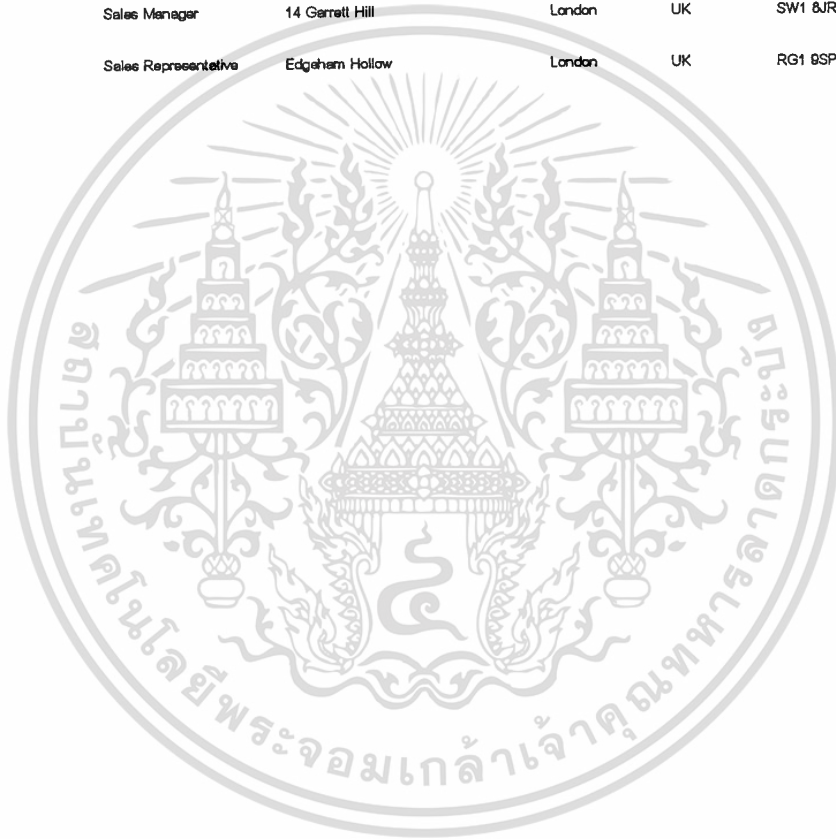 Sales Manager 14 Garrett Hill London UK SW1 8JR
Sales Representative Edgeham Hollow London UK RG1 9SP
สถาบันเทคโนโลยีพระจอมเกล้าเจ้าคุณทหารลาดกระบัง